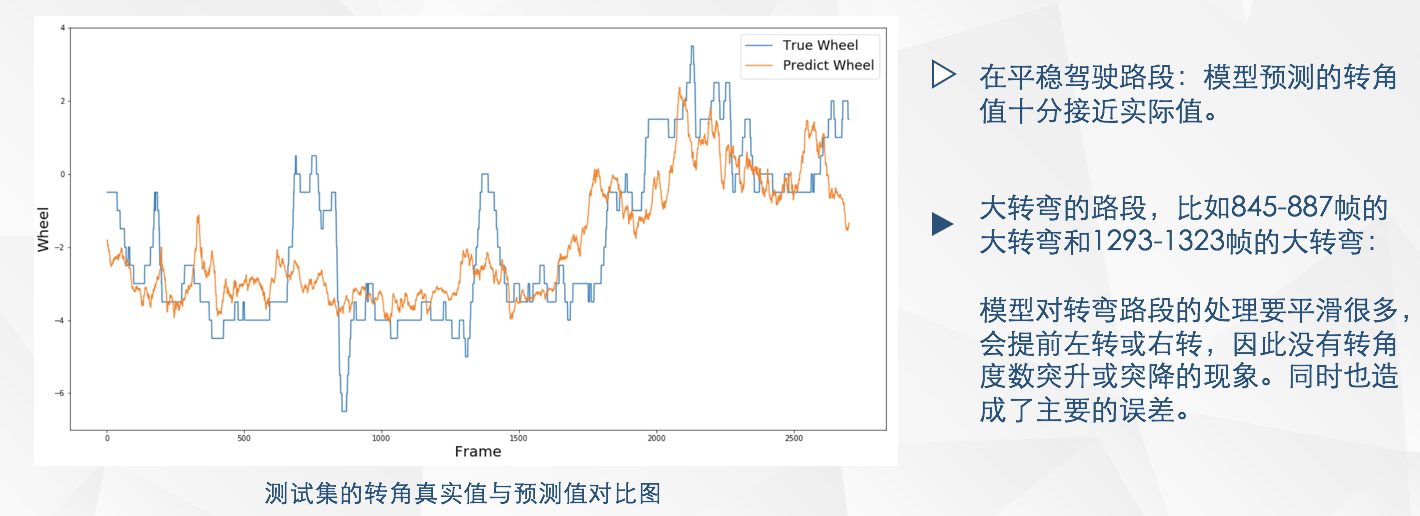 4
2
0
−2
−4
−6
Wheel
0
500
1000
1500
2000
2500
Frame
True Wheel
Predict Wheel
测试集的转角真实值与预测值对比图
在平稳驾驶路段：模型预测的转角
值十分接近实际值。
大转弯的路段，比如845-887帧的
大转弯和1293-1323帧的大转弯：
模型对转弯路段的处理要平滑很多，
会提前左转或右转，因此没有转角
度数突升或突降的现象。同时也造
成了主要的误差。